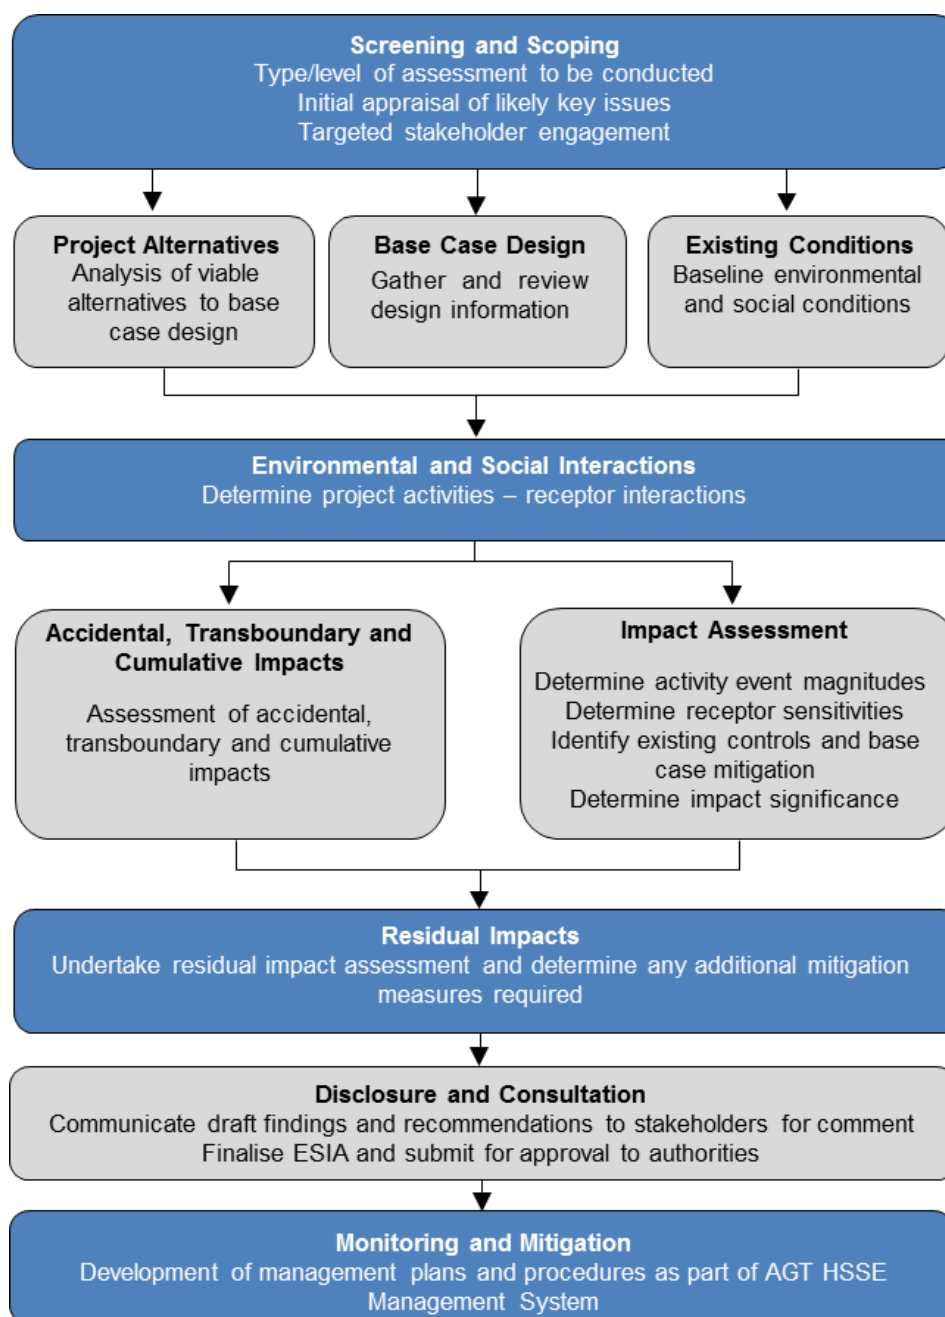 Screening and Scoping
Type/level of assessment to be conducted
Initial appraisal of likely key issues
Targeted stakeholder engagement
Project Alternatives
Analysis of viable
alternatives to base
case design
Base Case Design
Gather and review
design information
Existing Conditions
Baseline environmental
and social conditions
Environmental and Social Interactions
Determine project activities – receptor interactions
Accidental, Transboundary and
Cumulative Impacts
Assessment of accidental,
transboundary and cumulative
impacts
Impact Assessment
Determine activity event magnitudes
Determine receptor sensitivities
Identify existing controls and base
case mitigation
Determine impact significance
Residual Impacts
Undertake residual impact assessment and determine any additional mitigation
measures required
Disclosure and Consultation
Communicate draft findings and recommendations to stakeholders for comment
Finalise ESIA and submit for approval to authorities
Monitoring and Mitigation
Development of management plans and procedures as part of AGT HSSE
Management System